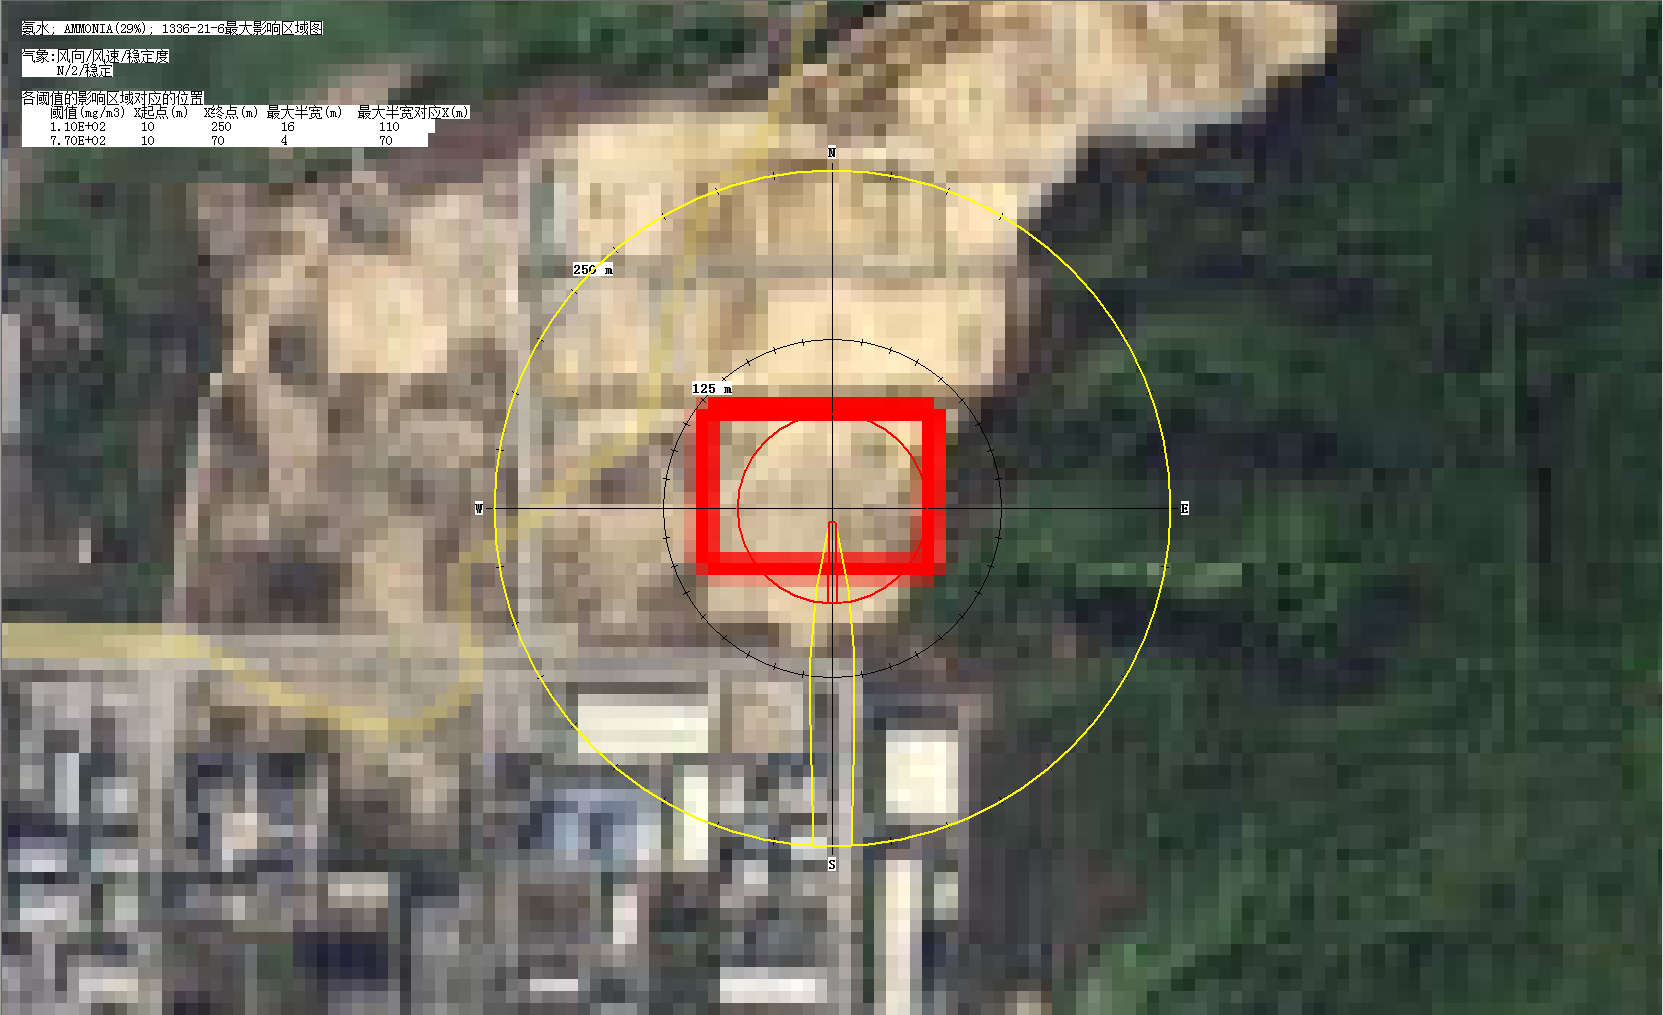 氨水; AMMONIA(29%); 1336-21-6最大影响区域图
气象:风向/风速/稳定度
N/2/稳定
各阈值的影响区域对应的位置
阈值(mg/m3) X起点(m) X终点(m) 最大半宽(m) 最大半宽对应X(m)
1.10E+02 10 250 16 110
7.70E+02 10 70 4 70
N
250 m
125 m
W
E
S